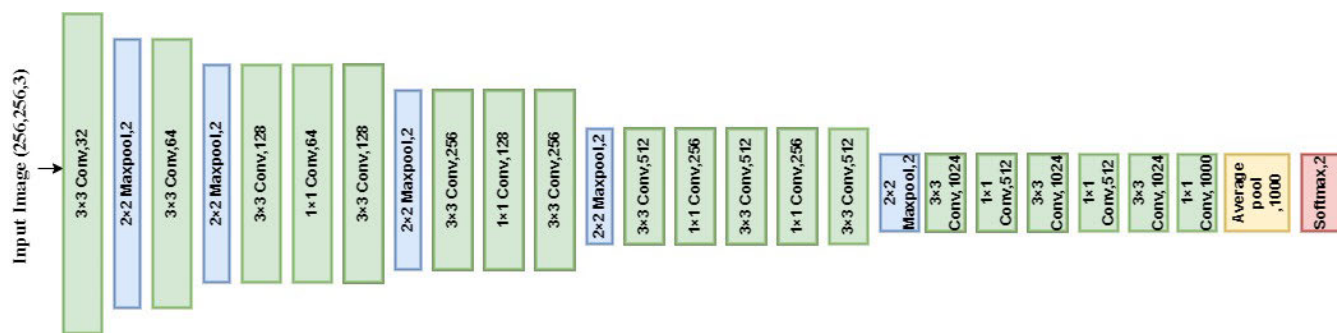 Input Image (256,256,3)
3×3 Conv,32
2×2 Maxpool,2
3×3 Conv,64
2×2 Maxpool,2
3×3 Conv,128
1×1 Conv,64
3×3 Conv,128
2×2 Maxpool,2
3×3 Conv,256
1×1 Conv,128
3×3 Conv,256
2×2 Maxpool,2
3×3 Conv,512
1×1 Conv,256
3×3 Conv,512
1×1 Conv,256
3×3 Conv,512
2×2
Maxpool,2
3×3
Conv,1024
1×1
Conv,512
3×3
Conv,1024
1×1
Conv,512
3×3
Conv,1024
1×1
Conv,1000
Average
pool
,1000
Softmax,2